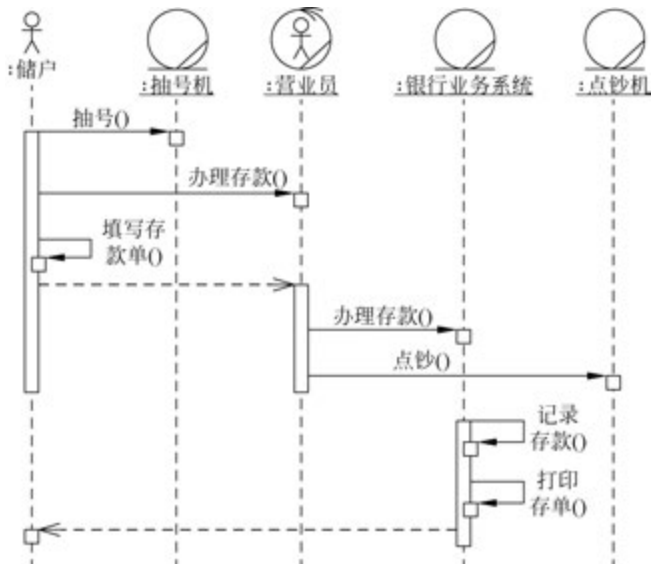 :储户
:抽号机
:营业员
:银行业务系统
:点钞机
抽号()
办理存款()
填写存
款单()
办理存款()
点钞()
记录
存款()
打印
存单()